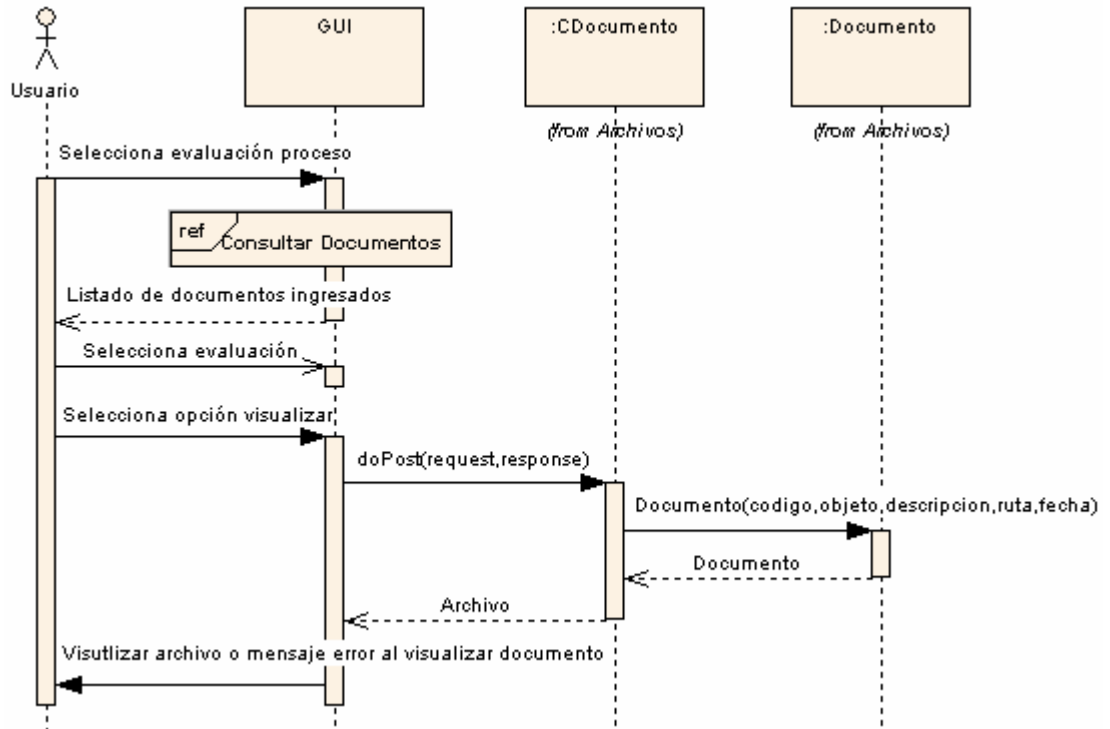 GUI
:CDocumento
:Documento
Usuario
(from Archivos)
(from Archivos)
Selecciona evaluación proceso
ref
Consultar Documentos
Listado de documentos ingresados
Selecciona evaluación
Selecciona opción visualizar
doPost(request,response)
Documento(codigo,objeto,descripcion,ruta,fecha)
Documento
Archivo
Visutlizar archivo o mensaje error al visualizar documento